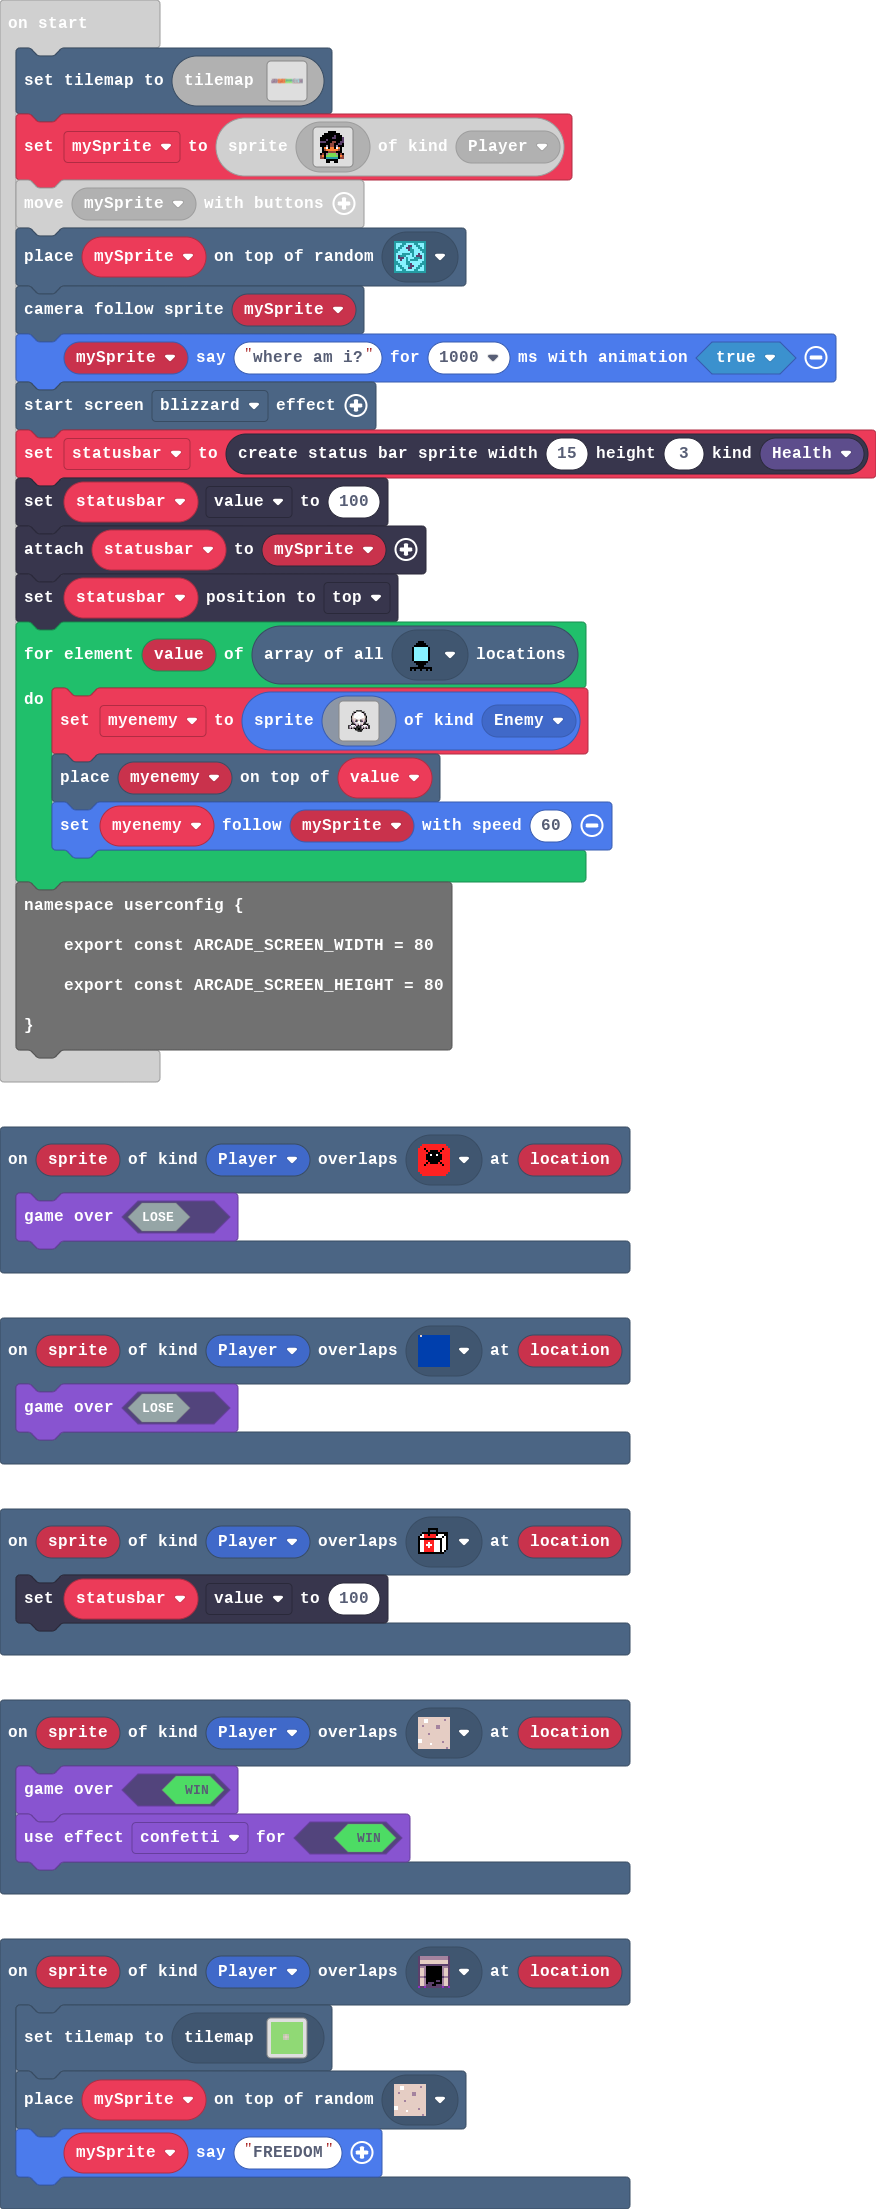 on start
set tilemap to tilemap
set mySprite to sprite of kind Player
move mySprite with buttons
place mySprite on top of random
camera follow sprite mySprite
mySprite say "where am i?" for 1000 ms with animation true
start screen blizzard effect
set statusbar to create status bar sprite width 15 height 3 kind Health
set statusbar value to 100
attach statusbar to mySprite
set statusbar position to top
for element value of array of all locations
do
set myenemy to sprite of kind Enemy
place myenemy on top of value
set myenemy follow mySprite with speed 60
namespace userconfig {
export const ARCADE_SCREEN_WIDTH = 80
export const ARCADE_SCREEN_HEIGHT = 80
}
on sprite of kind Player overlaps at location
game over LOSE
on sprite of kind Player overlaps at location
game over LOSE
on sprite of kind Player overlaps at location
set statusbar value to 100
on sprite of kind Player overlaps at location
game over WIN
use effect confetti for WIN
on sprite of kind Player overlaps at location
set tilemap to tilemap
place mySprite on top of random
mySprite say "FREEDOM"